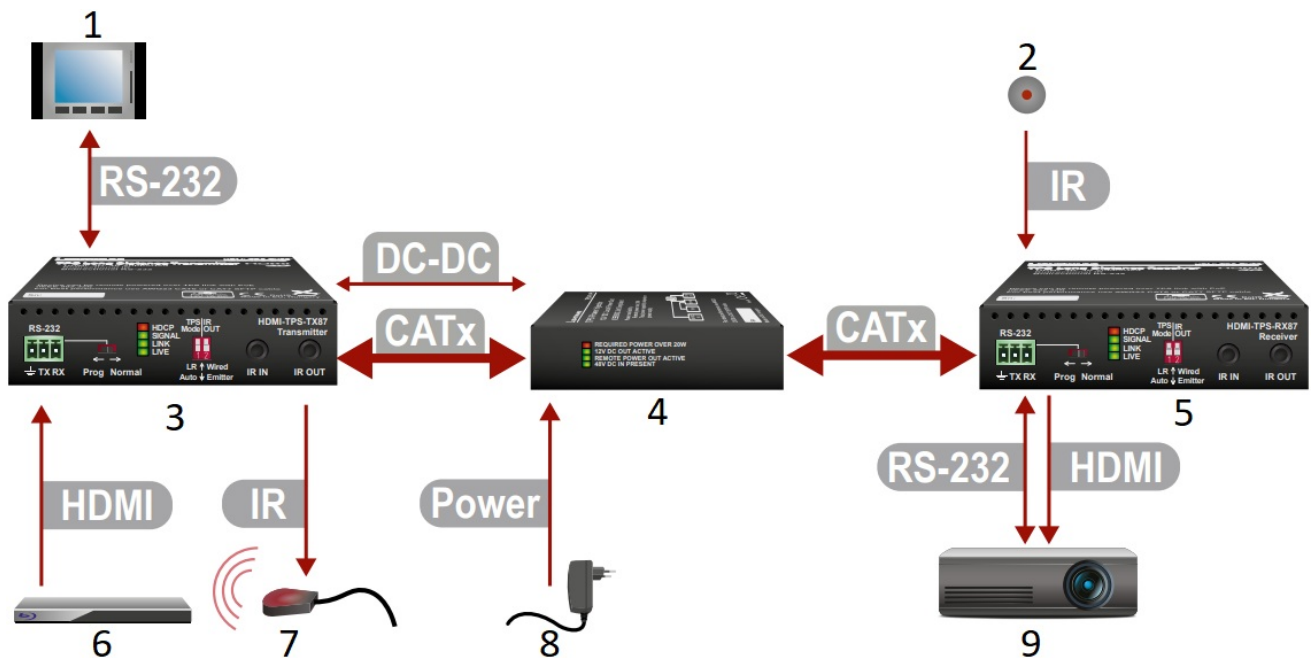 1
2
RS-232
IR
DC-DC
CATx
CATx
RS-232
TX RX
Prog Normal
HDCP
SIGNAL
LINK
LIVE
TPS Mode
IR OUT
1 2
LR Wired
Auto Emitter
HDMI-TPS-TX87
Transmitter
IR IN
IR OUT
REQUIRED POWER OVER 20W
12V DC OUT ACTIVE
REMOTE POWER OUT ACTIVE
48V DC IN PRESENT
RS-232
TX RX
Prog Normal
HDCP
SIGNAL
LINK
LIVE
TPS Mode
IR OUT
1 2
LR Wired
Auto Emitter
HDMI-TPS-RX87
Receiver
IR IN
IR OUT
3
4
5
HDMI
IR
Power
RS-232
HDMI
6
7
8
9